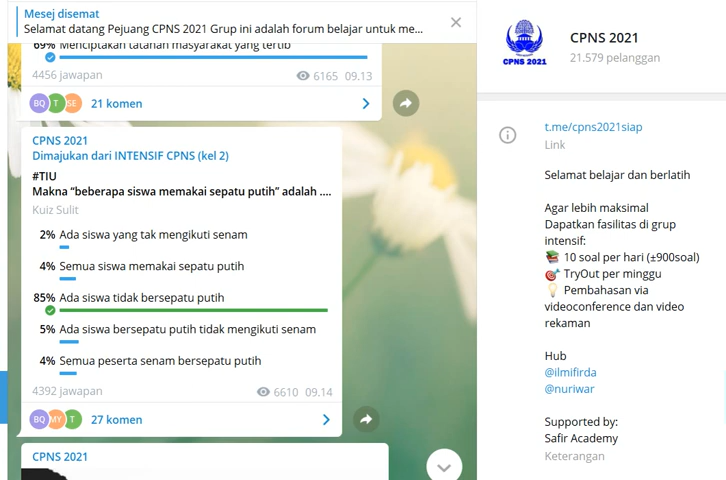 Mesej disemat
Selamat datang Pejuang CPNS 2021 Grup ini adalah forum belajar untuk me...
69% Menciptakan tatanan masyarakat yang tertib
4456 jawapan 6165 09.13
BQ T SE 21 komen
CPNS 2021
Dimajukan dari INTENSIF CPNS (kel 2)
#TIU
Makna “beberapa siswa memakai sepatu putih” adalah ....
Kuiz Sulit
2% Ada siswa yang tak mengikuti senam
4% Semua siswa memakai sepatu putih
85% Ada siswa tidak bersepatu putih
5% Ada siswa bersepatu putih tidak mengikuti senam
4% Semua peserta senam bersepatu putih
4392 jawapan 6610 09.14
BQ MY T 27 komen
CPNS 2021
CPNS 2021
CPNS 2021
21.579 pelanggan
t.me/cpns2021siap
Link
Selamat belajar dan berlatih
Agar lebih maksimal
Dapatkan fasilitas di grup
intensif:
📚 10 soal per hari (±900soal)
🎯 TryOut per minggu
💡 Pembahasan via
videoconference dan video
rekaman
Hub
@ilmifirda
@nuriwar
Supported by:
Safir Academy
Keterangan